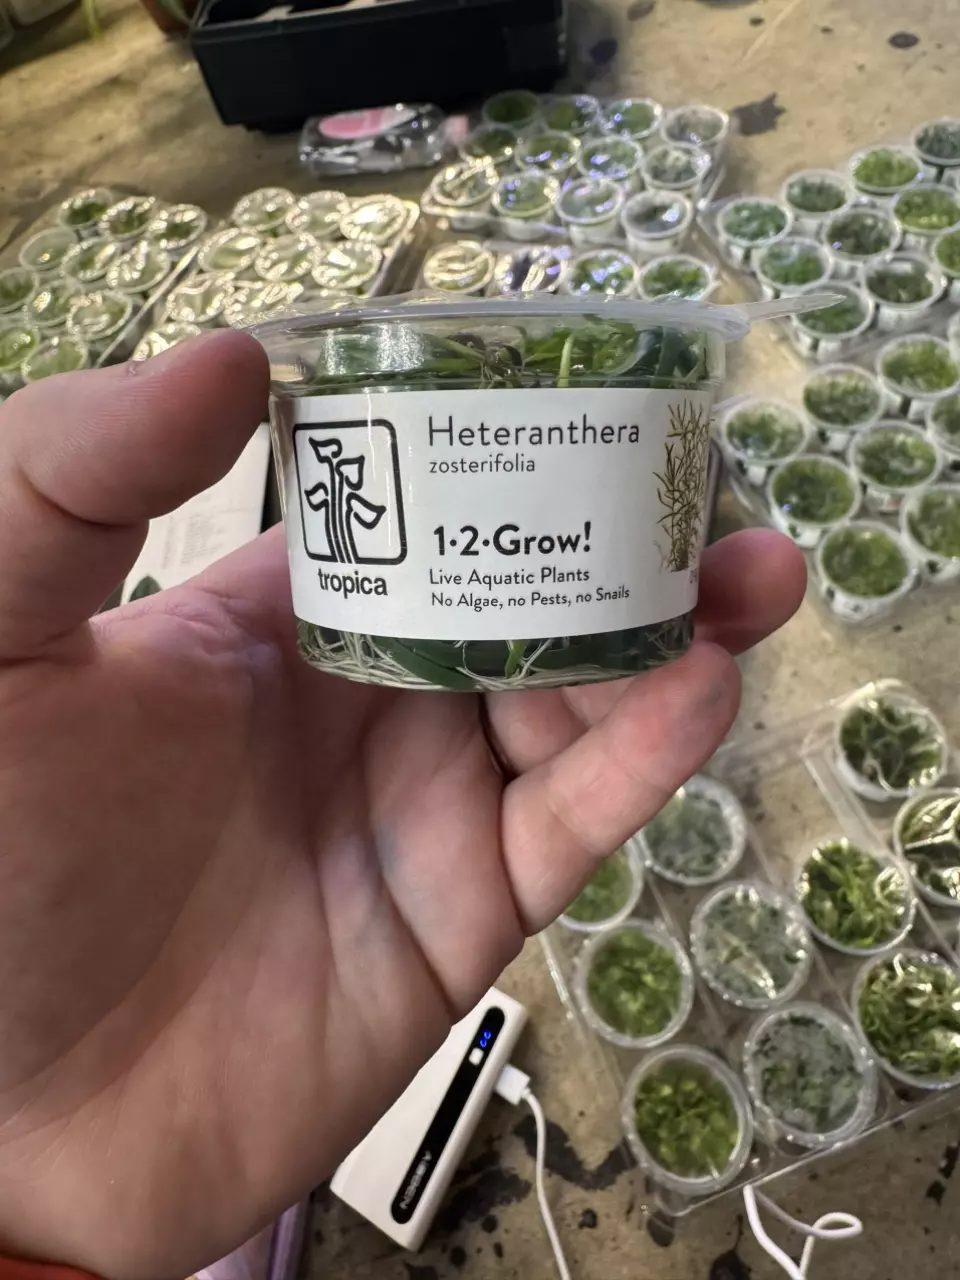 Heteranthera
zosterifolia
1·2·Grow!
tropica
Live Aquatic Plants
No Algae, no Pests, no Snails